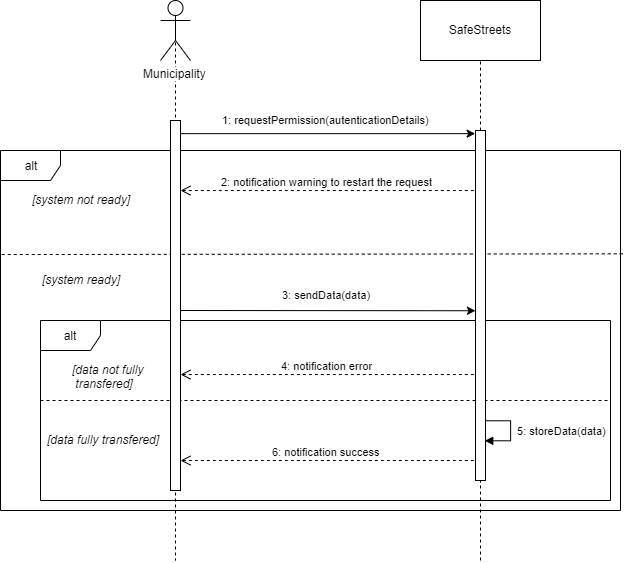 SafeStreets
Municipality
1: requestPermission(autenticationDetails)
alt
2: notification warning to restart the request
[system not ready]
[system ready]
3: sendData(data)
alt
4: notification error
[data not fully
transfered]
5: storeData(data)
[data fully transfered]
6: notification success